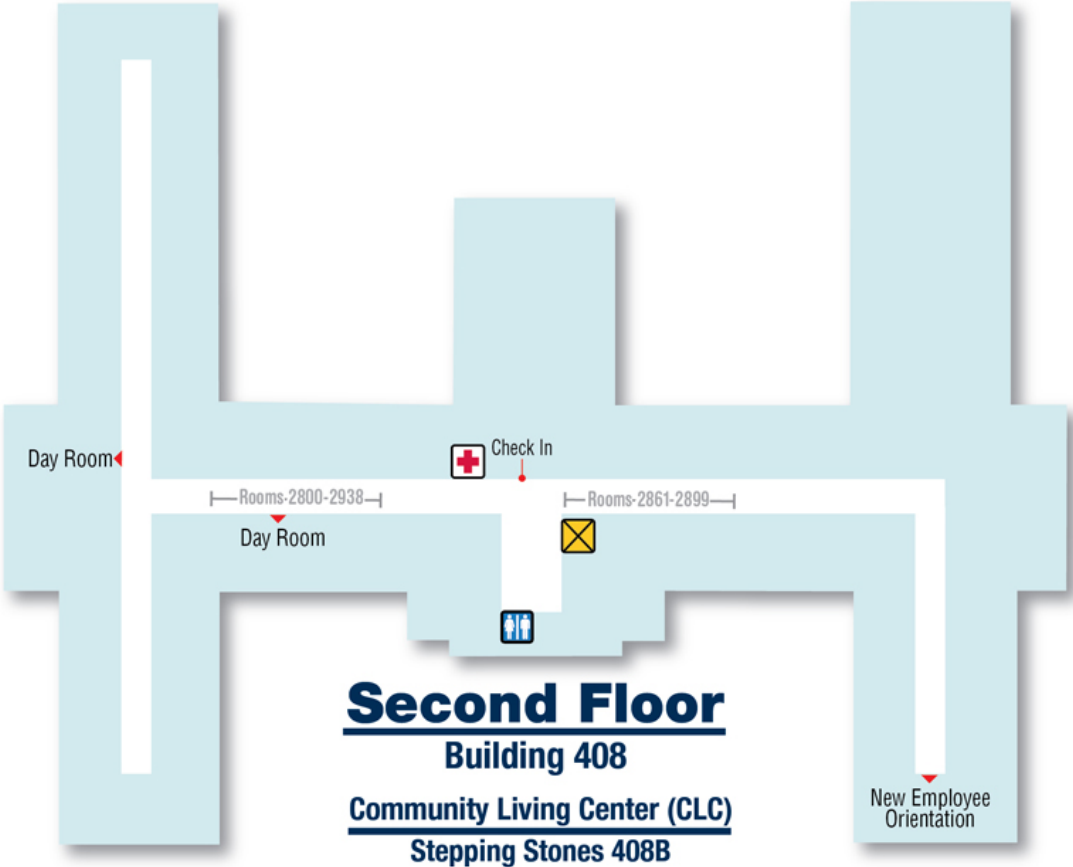 Check In
Day Room
Rooms-2800-2938
Rooms-2861-2899
Day Room
Second Floor
Building 408
Community Living Center (CLC)
Stepping Stones 408B
New Employee
Orientation